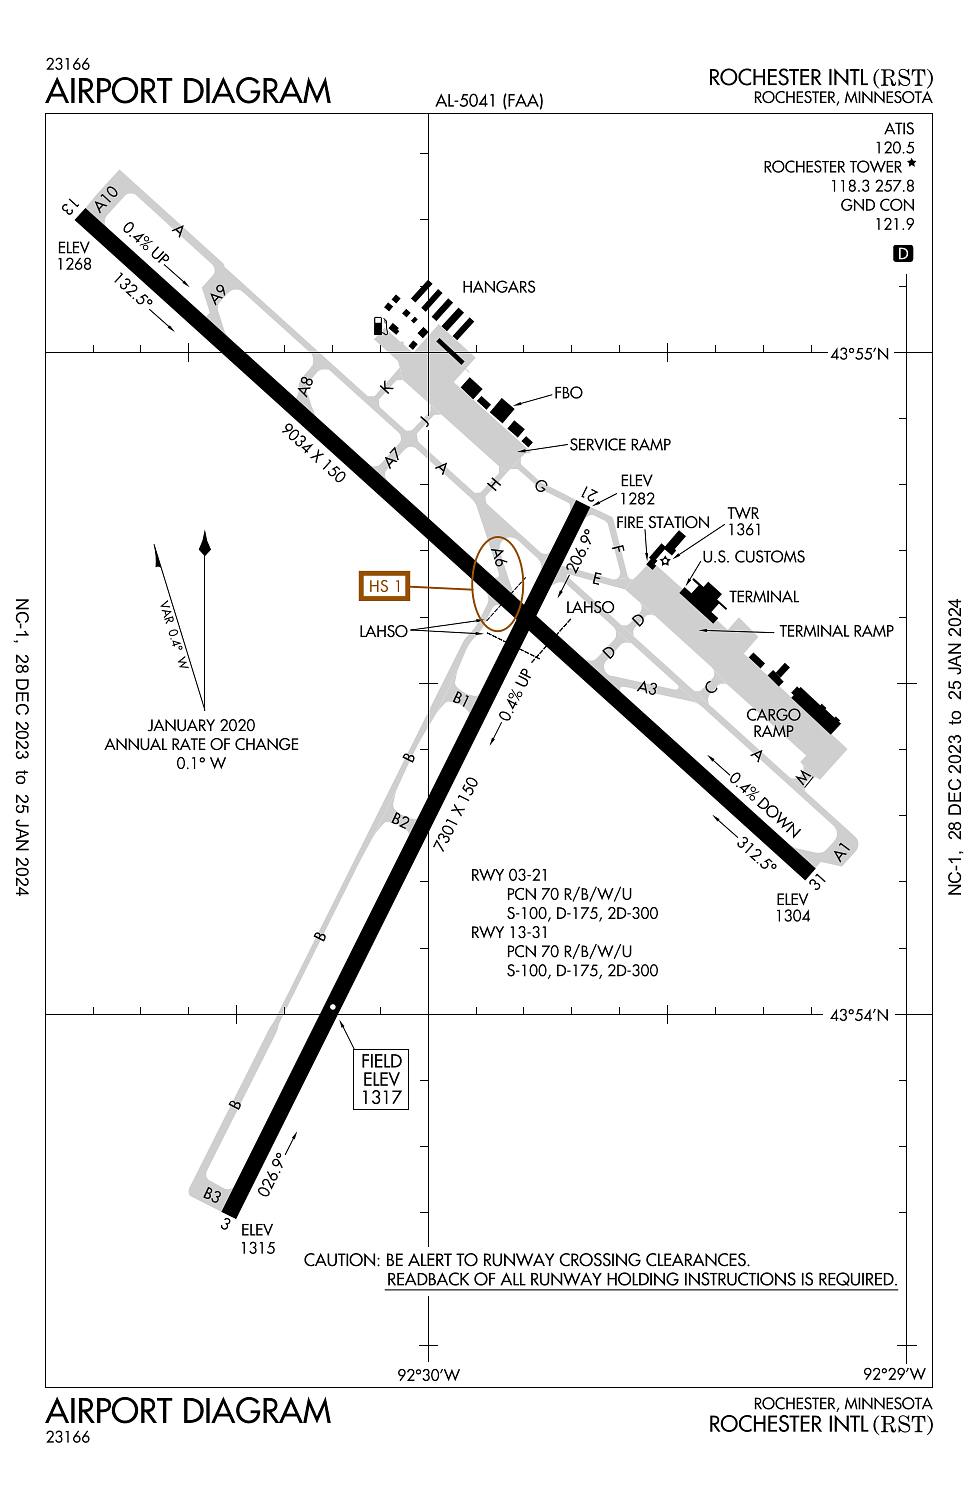 23166
AIRPORT DIAGRAM
AL-5041 (FAA)
ROCHESTER INTL (RST)
ROCHESTER, MINNESOTA
ATIS
120.5
ROCHESTER TOWER ★
118.3 257.8
GND CON
121.9
D
13
A10
A
ELEV
1268
0.4% UP
132.5°
A9
HANGARS
43°55'N
A8
K
J
FBO
9034 X 150
A7
A
SERVICE RAMP
H
G
21
ELEV
1282
FIRE STATION
TWR
1361
F
U.S. CUSTOMS
206.9°
A6
E
HS 1
TERMINAL
LAHSO
LAHSO
D
TERMINAL RAMP
VAR 0.4° W
D
A3
C
0.4% UP
B1
CARGO
RAMP
JANUARY 2020
ANNUAL RATE OF CHANGE
0.1° W
B
A
M
0.4% DOWN
7301 X 150
B2
312.5°
A1
31
ELEV
1304
RWY 03-21
PCN 70 R/B/W/U
S-100, D-175, 2D-300
RWY 13-31
PCN 70 R/B/W/U
S-100, D-175, 2D-300
B
43°54'N
FIELD
ELEV
1317
B
026.9°
B3
3
ELEV
1315
CAUTION: BE ALERT TO RUNWAY CROSSING CLEARANCES.
READBACK OF ALL RUNWAY HOLDING INSTRUCTIONS IS REQUIRED.
92°30'W
92°29'W
NC-1, 28 DEC 2023 to 25 JAN 2024
NC-1, 28 DEC 2023 to 25 JAN 2024
AIRPORT DIAGRAM
23166
ROCHESTER, MINNESOTA
ROCHESTER INTL (RST)